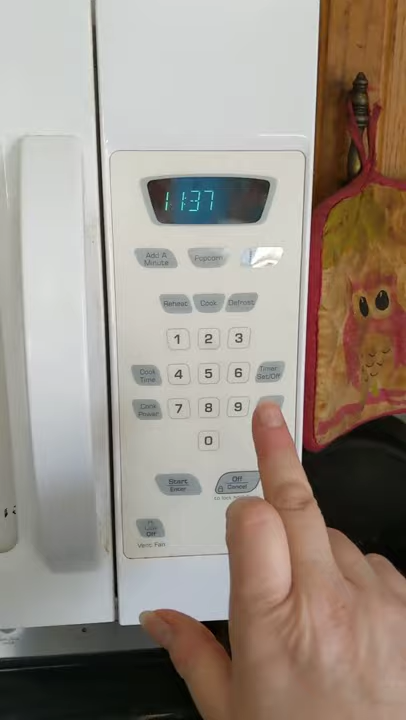 11:37
Add A
Minute
Popcorn
Reheat Cook Defrost
1 2 3
Cook
Time
4 5 6
Timer
Set/Off
Cook
Power
7 8 9
0
Start
Enter
Off
Cancel
Off
Vent Fan